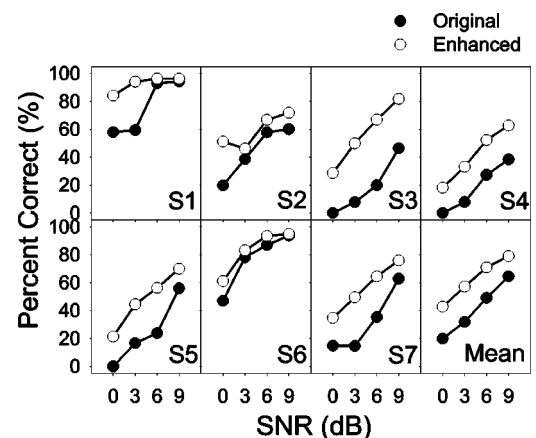 Original
Enhanced
Percent Correct (%)
100
80
60
40
20
0
S1
S2
S3
S4
100
80
60
40
20
0
S5
S6
S7
Mean
0 3 6 9 0 3 6 9 0 3 6 9 0 3 6 9
SNR (dB)